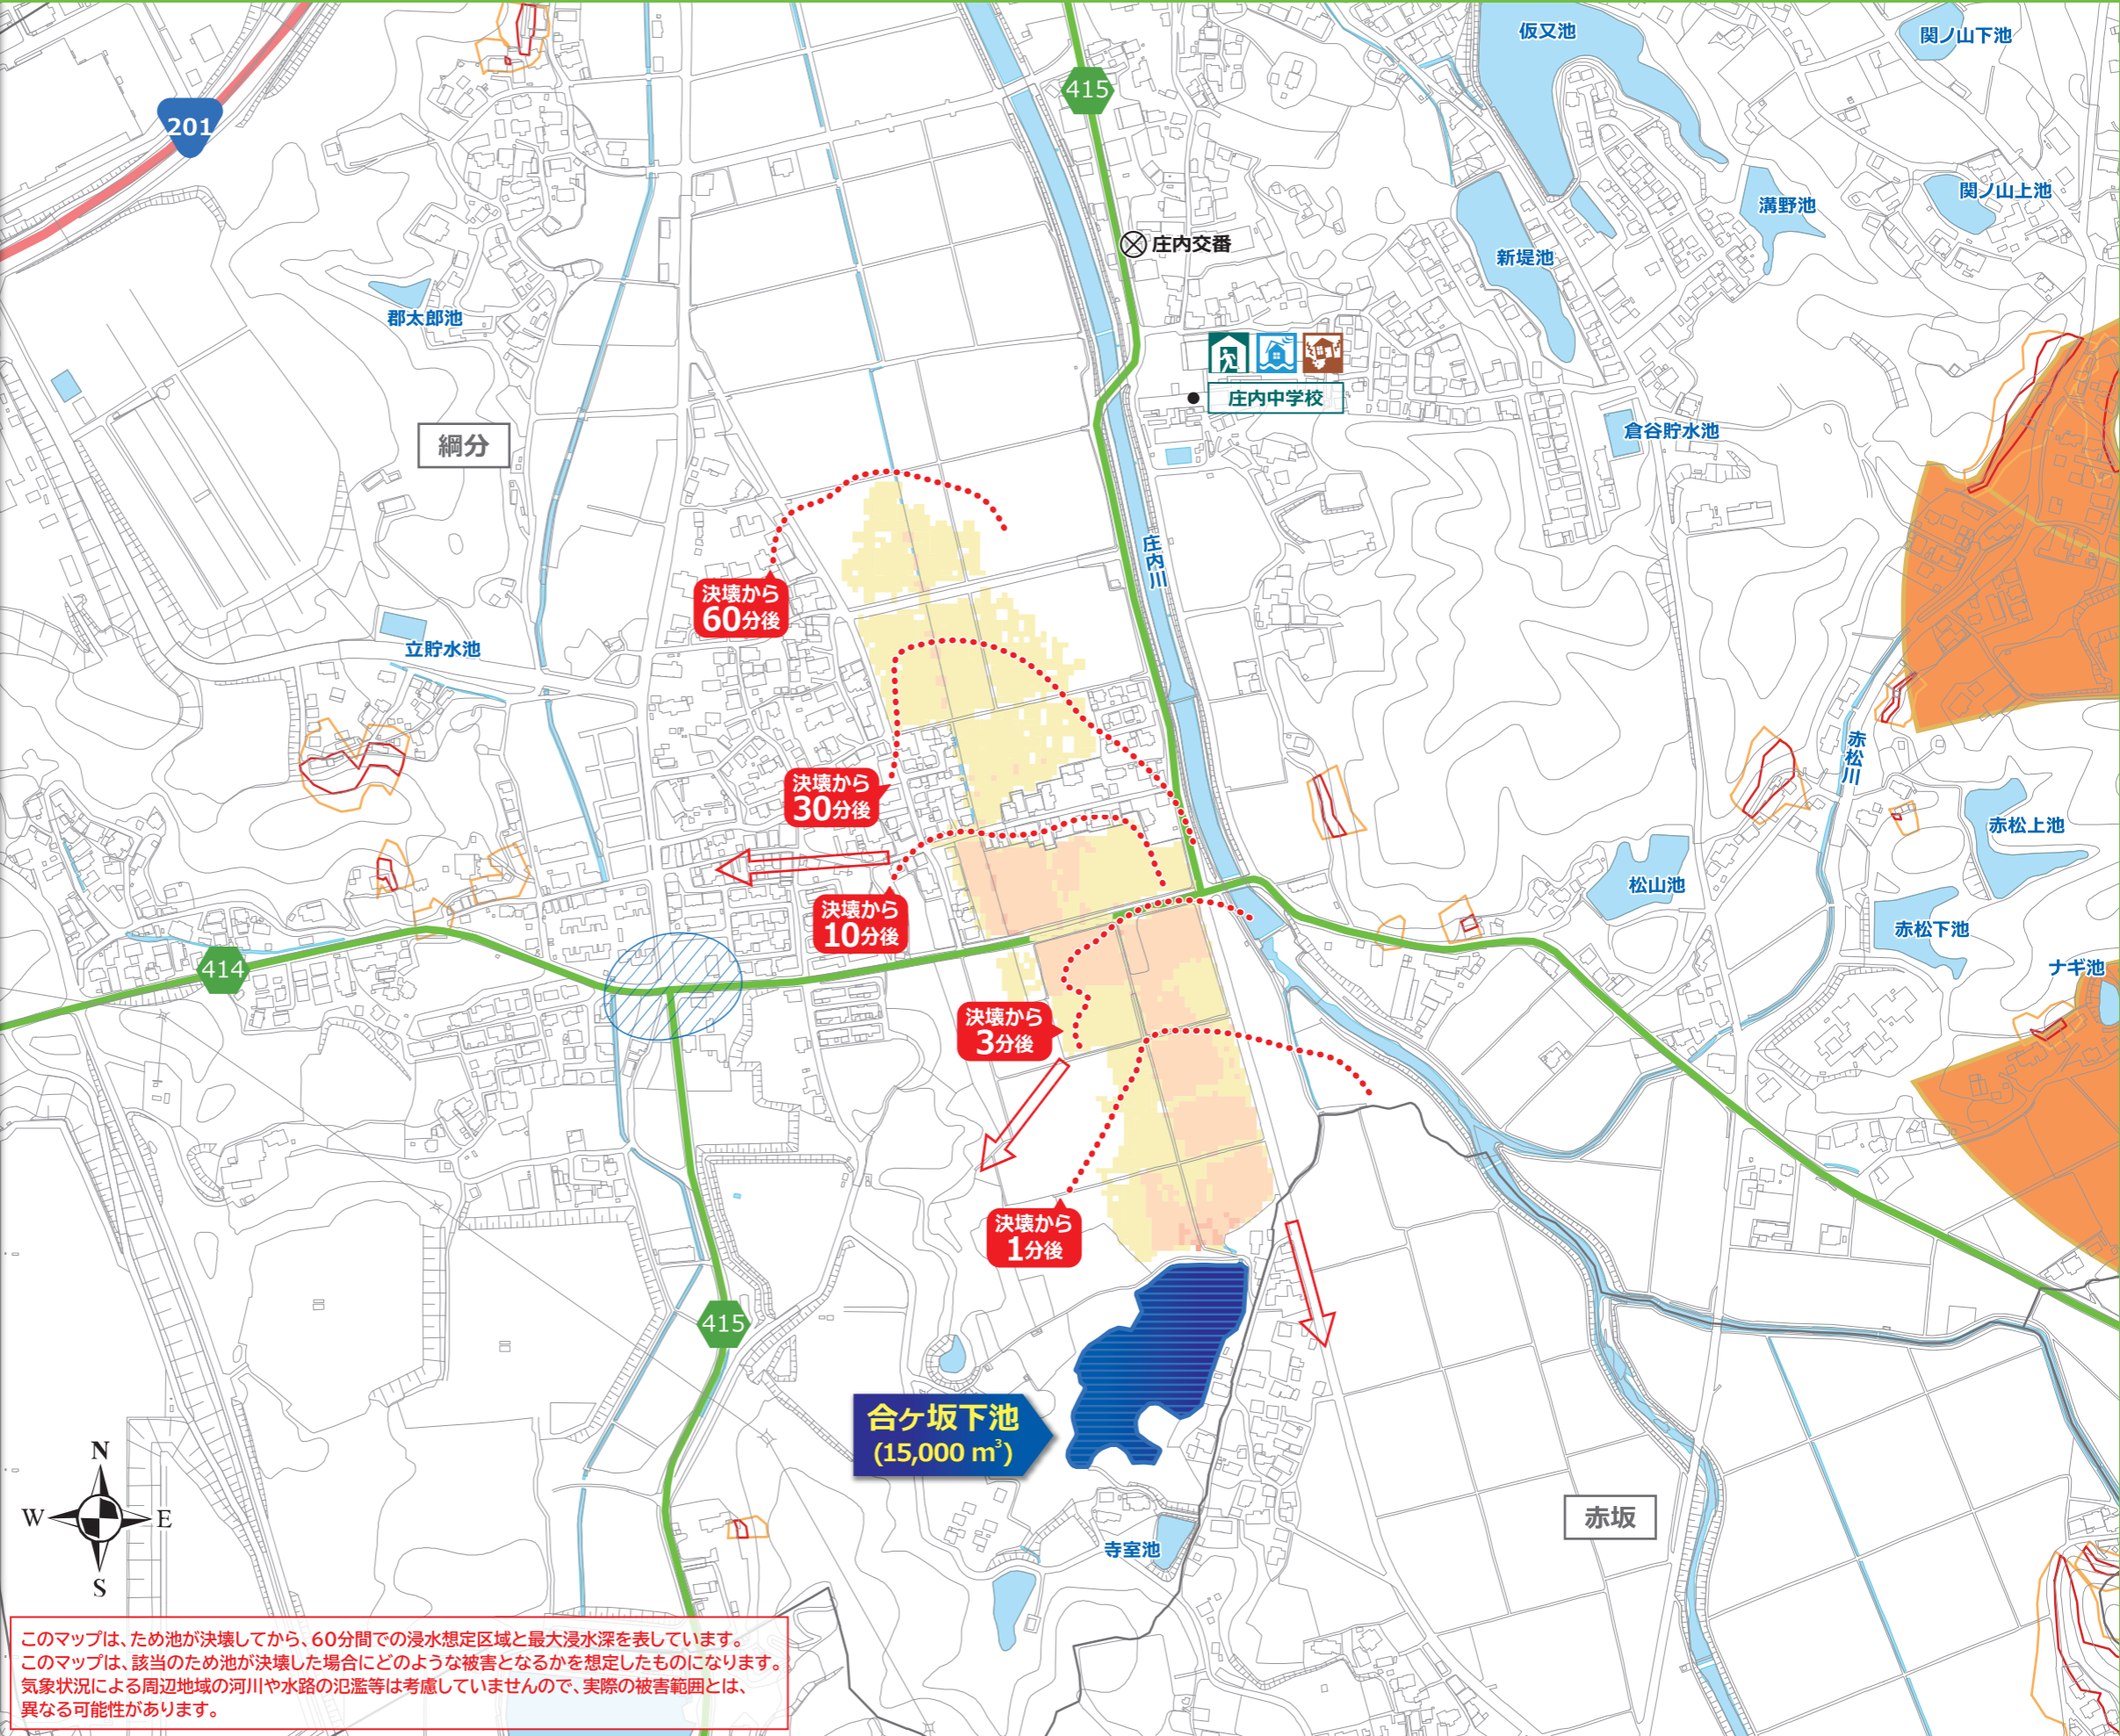 仮又池
関ノ山下池
415
201
関ノ山上池
溝野池
庄内交番
新堤池
郡太郎池
庄内中学校
倉谷貯水池
綱分
庄内川
決壊から
60分後
立貯水池
赤松川
決壊から
30分後
赤松上池
松山池
決壊から
10分後
赤松下池
414
ナギ池
決壊から
3分後
決壊から
1分後
415
合ヶ坂下池
(15,000 m³)
N
W
E
S
赤坂
寺室池
このマップは、ため池が決壊してから、60分間での浸水想定区域と最大浸水深を表しています。
このマップは、該当のため池が決壊した場合にどのような被害となるかを想定したものになります。
気象状況による周辺地域の河川や水路の氾濫等は考慮していませんので、実際の被害範囲とは、
異なる可能性があります。